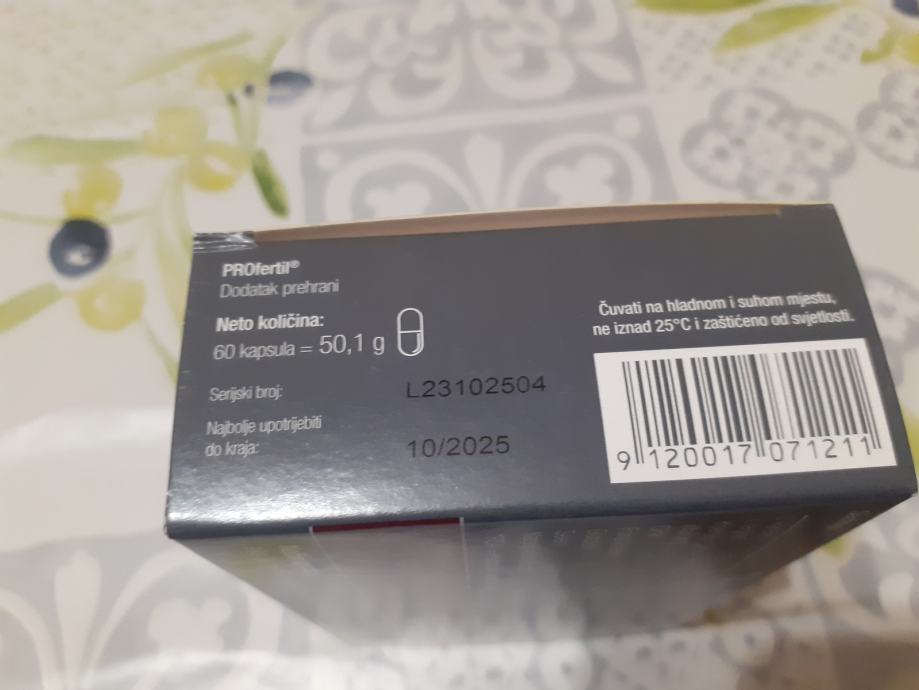 PROfertil®
Dodatak prehrani
Neto količina:
60 kapsula = 50,1 g
Serijski broj:
L23102504
Najbolje upotrijebiti
do kraja:
10/2025
Čuvati na hladnom i suhom mjestu,
ne iznad 25°C i zaštićeno od svjetlosti.
9 120017 071211